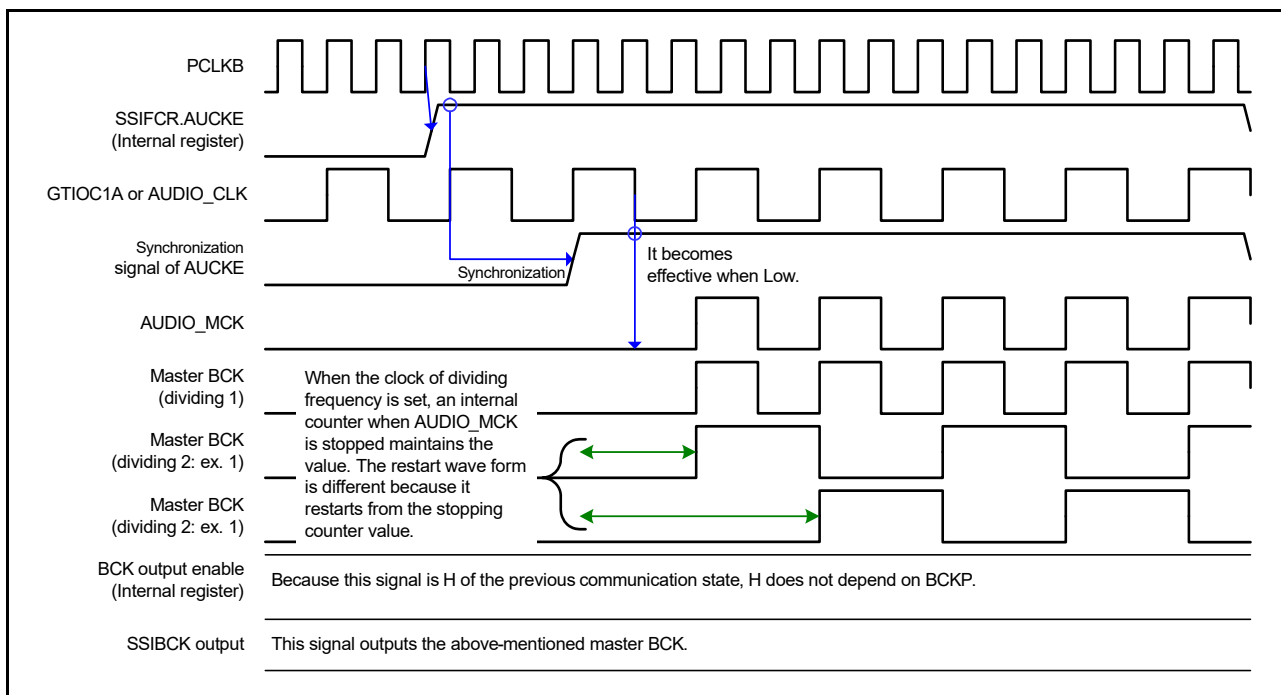 PCLKB
SSIFCR.AUCKE
(Internal register)
GTIOC1A or AUDIO_CLK
Synchronization
signal of AUCKE
Synchronization
It becomes
effective when Low.
AUDIO_MCK
Master BCK
(dividing 1)
When the clock of dividing
frequency is set, an internal
counter when AUDIO_MCK
is stopped maintains the
value. The restart wave form
is different because it
restarts from the stopping
counter value.
Master BCK
(dividing 2: ex. 1)
Master BCK
(dividing 2: ex. 1)
BCK output enable
(Internal register)
Because this signal is H of the previous communication state, H does not depend on BCKP.
SSIBCK output
This signal outputs the above-mentioned master BCK.